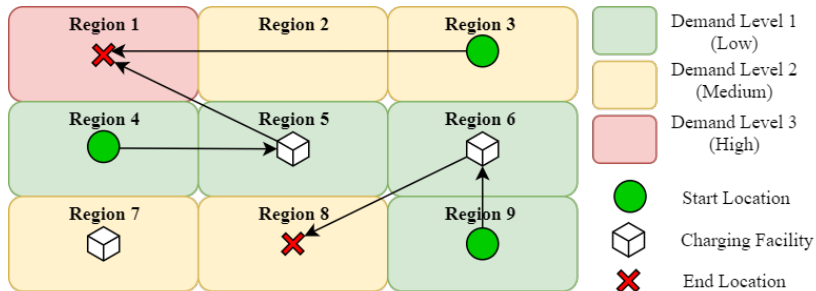 Region 1
Region 2
Region 3
Region 4
Region 5
Region 6
Region 7
Region 8
Region 9
Demand Level 1
(Low)
Demand Level 2
(Medium)
Demand Level 3
(High)
Start Location
Charging Facility
End Location